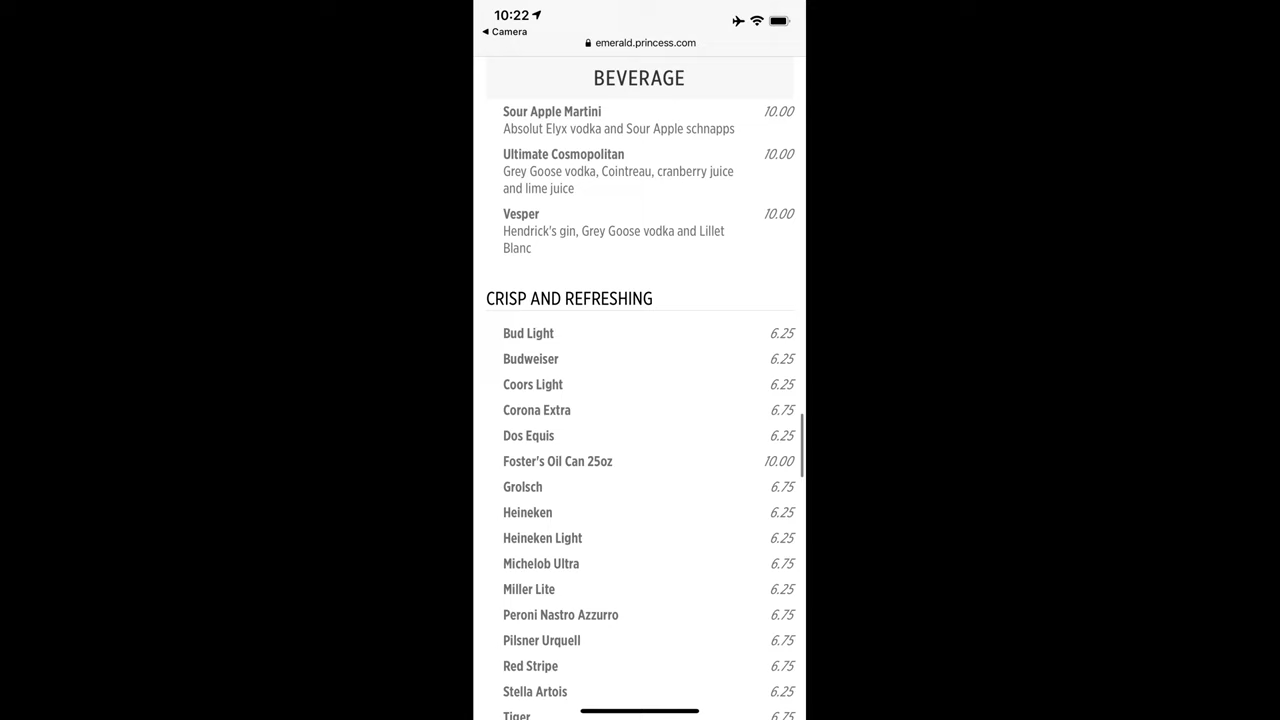 10:22
◀ Camera
emerald.princess.com
BEVERAGE
Sour Apple Martini 10.00
Absolut Elyx vodka and Sour Apple schnapps
Ultimate Cosmopolitan 10.00
Grey Goose vodka, Cointreau, cranberry juice
and lime juice
Vesper 10.00
Hendrick's gin, Grey Goose vodka and Lillet
Blanc
CRISP AND REFRESHING
Bud Light 6.25
Budweiser 6.25
Coors Light 6.25
Corona Extra 6.75
Dos Equis 6.25
Foster's Oil Can 25oz 10.00
Grolsch 6.75
Heineken 6.25
Heineken Light 6.25
Michelob Ultra 6.75
Miller Lite 6.25
Peroni Nastro Azzurro 6.75
Pilsner Urquell 6.75
Red Stripe 6.75
Stella Artois 6.25
Tiger 6.75